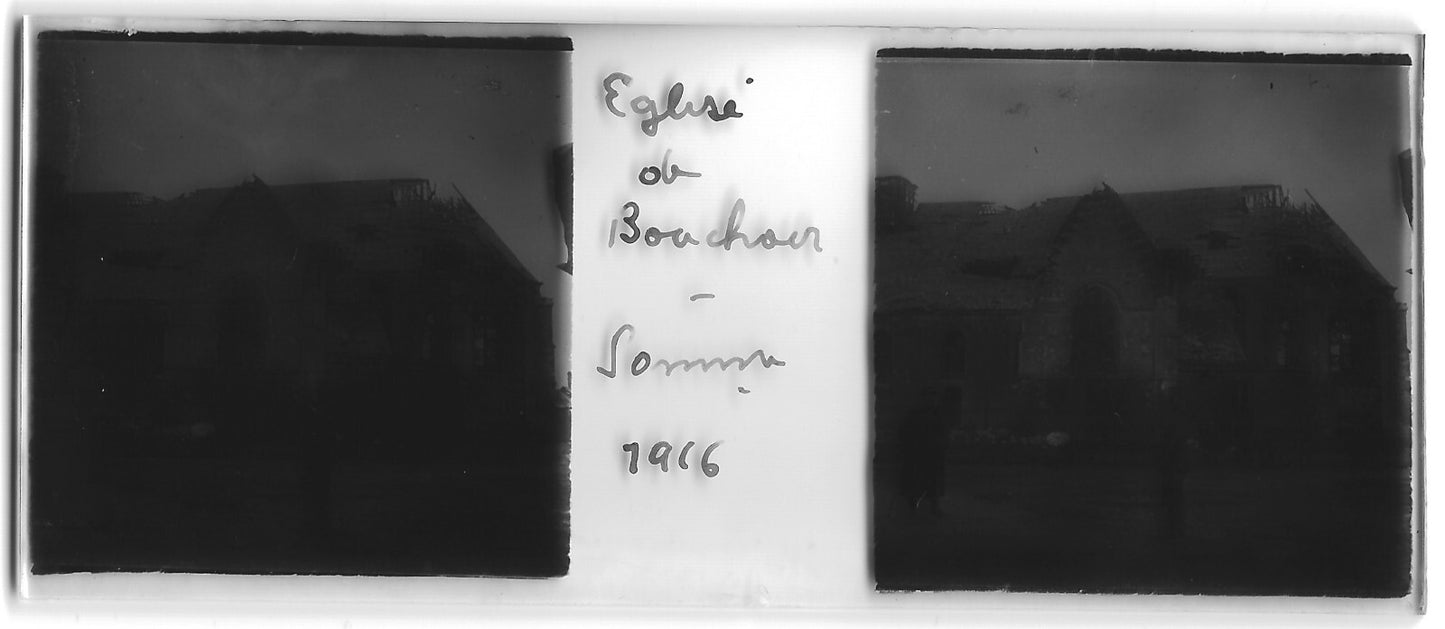 Eglise
de
Bouchoir
-
Somme
-
1916